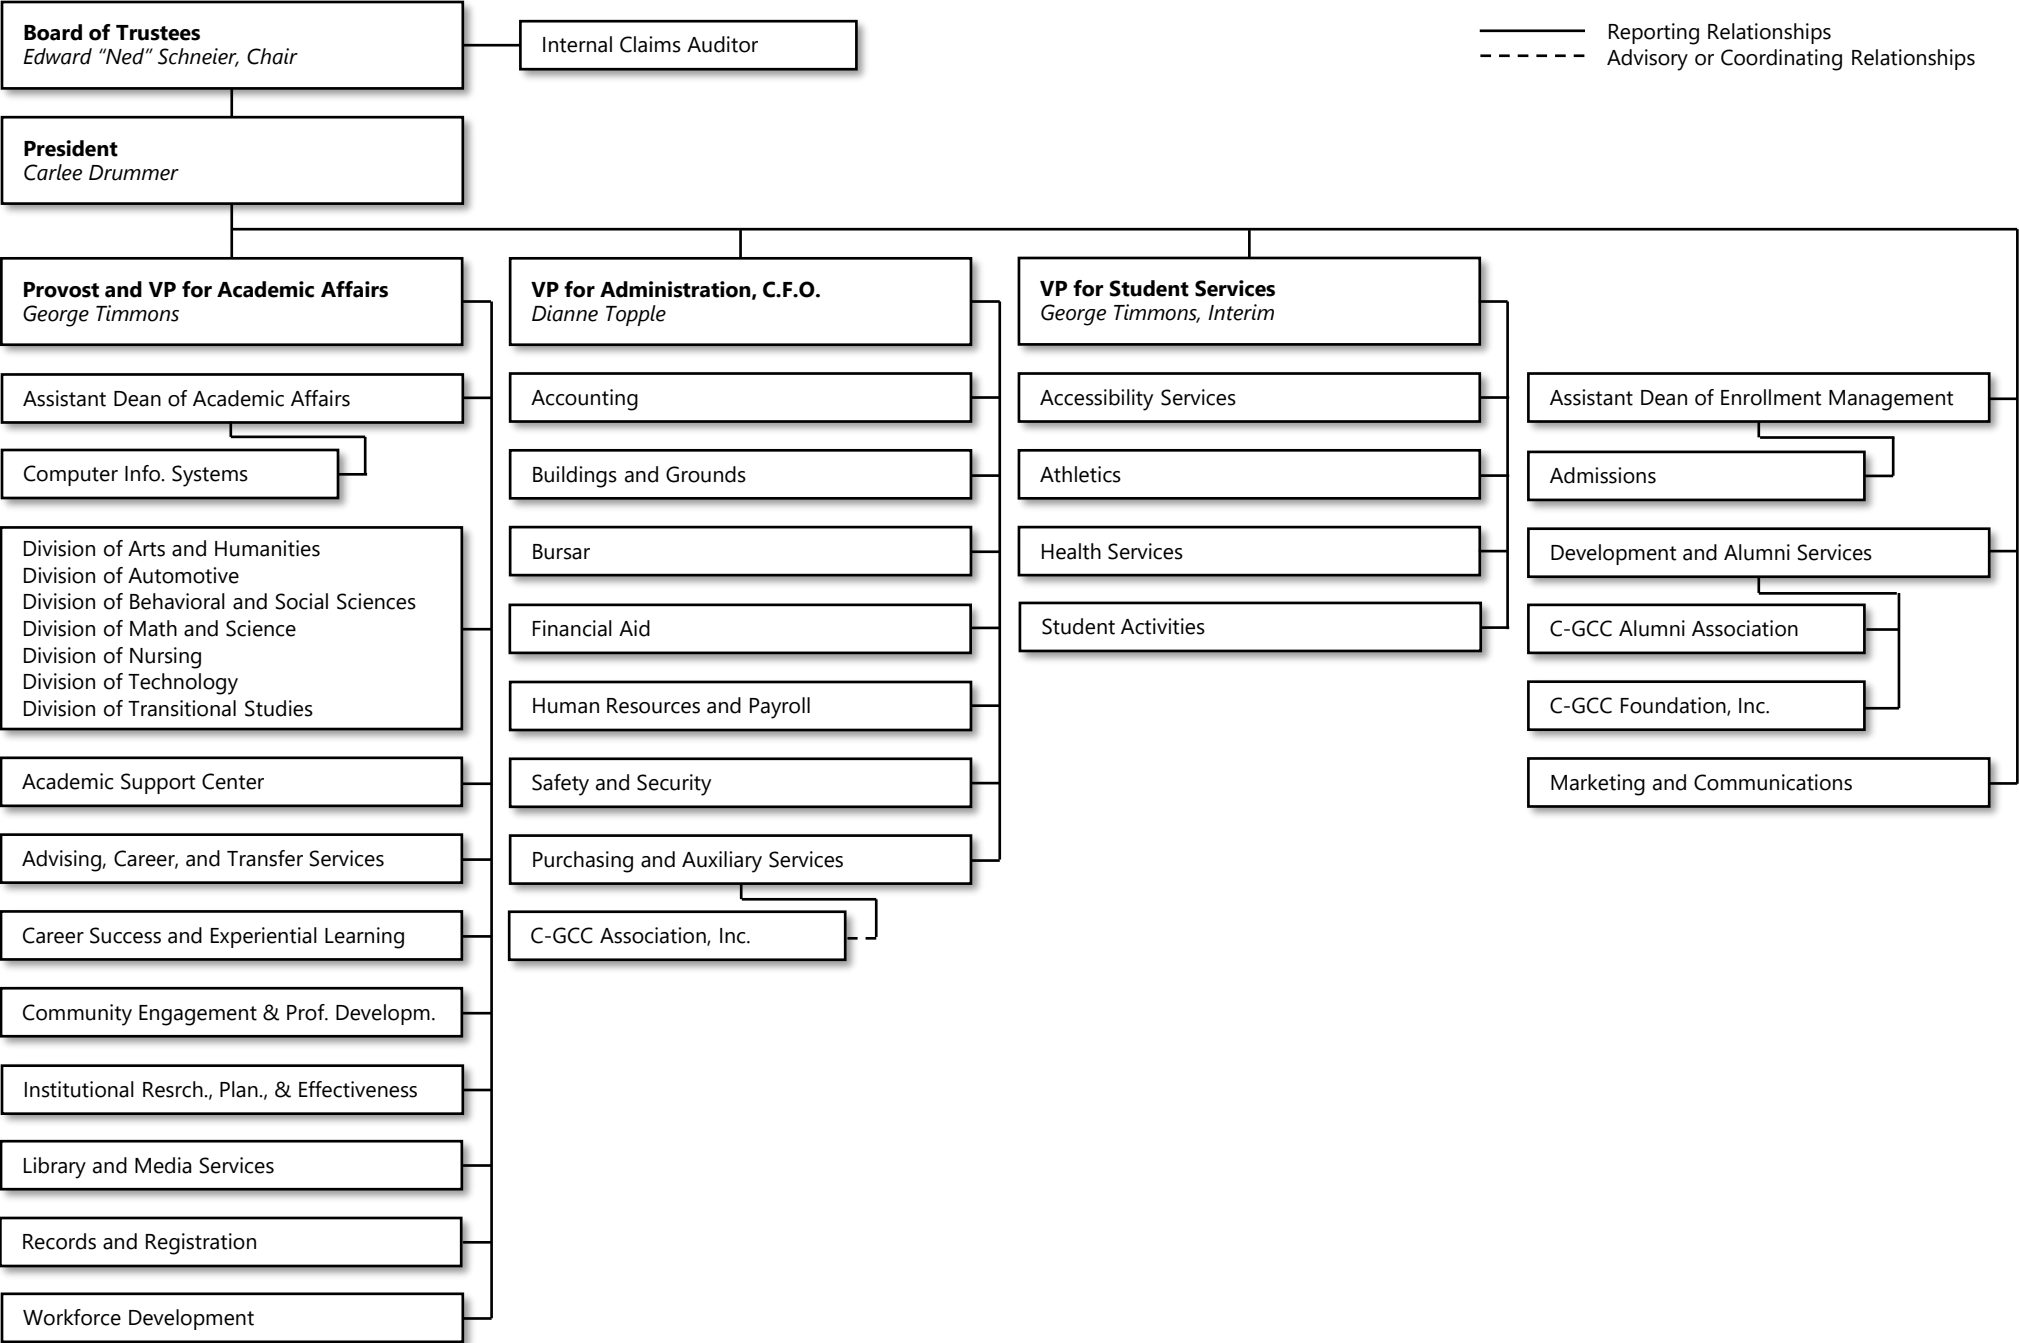 Board of Trustees
Edward “Ned” Schneier, Chair
Internal Claims Auditor
Reporting Relationships
Advisory or Coordinating Relationships
President
Carlee Drummer
Provost and VP for Academic Affairs
George Timmons
Assistant Dean of Academic Affairs
Computer Info. Systems
Division of Arts and Humanities
Division of Automotive
Division of Behavioral and Social Sciences
Division of Math and Science
Division of Nursing
Division of Technology
Division of Transitional Studies
Academic Support Center
Advising, Career, and Transfer Services
Career Success and Experiential Learning
Community Engagement & Prof. Developm.
Institutional Resrch., Plan., & Effectiveness
Library and Media Services
Records and Registration
Workforce Development
VP for Administration, C.F.O.
Dianne Topple
Accounting
Buildings and Grounds
Bursar
Financial Aid
Human Resources and Payroll
Safety and Security
Purchasing and Auxiliary Services
C-GCC Association, Inc.
VP for Student Services
George Timmons, Interim
Accessibility Services
Athletics
Health Services
Student Activities
Assistant Dean of Enrollment Management
Admissions
Development and Alumni Services
C-GCC Alumni Association
C-GCC Foundation, Inc.
Marketing and Communications